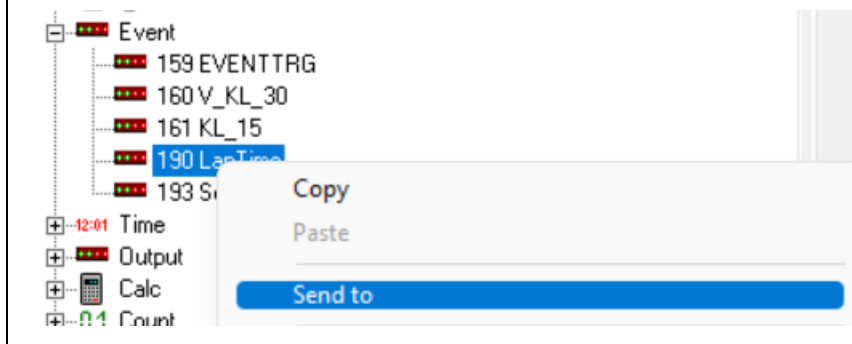 Event
159 EVENTTRG
160 V_KL_30
161 KL_15
190 LapTime
193
Copy
Paste
12:01 Time
Output
Send to
Calc
Count